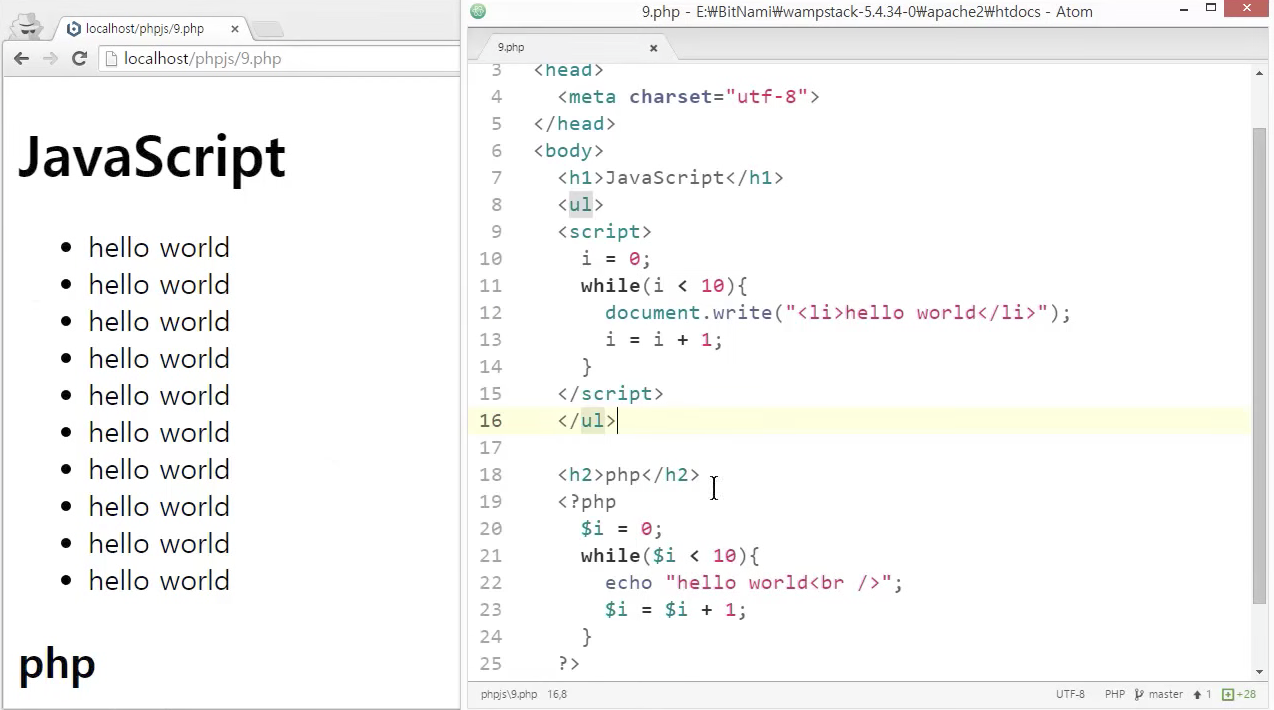 localhost/phpjs/9.php
localhost/phpjs/9.php
JavaScript
hello world
hello world
hello world
hello world
hello world
hello world
hello world
hello world
hello world
hello world
php
9.php - E:₩BitNami₩wampstack-5.4.34-0₩apache2₩htdocs - Atom
9.php
3 <head>
4 <meta charset="utf-8">
5 </head>
6 <body>
7 <h1>JavaScript</h1>
8 <ul>
9 <script>
10 i = 0;
11 while(i < 10){
12 document.write("<li>hello world</li>");
13 i = i + 1;
14 }
15 </script>
16 </ul>
17
18 <h2>php</h2>
19 <?php
20 $i = 0;
21 while($i < 10){
22 echo "hello world<br />";
23 $i = $i + 1;
24 }
25 ?>
phpjs\9.php 16,8 UTF-8 PHP master 1 +28